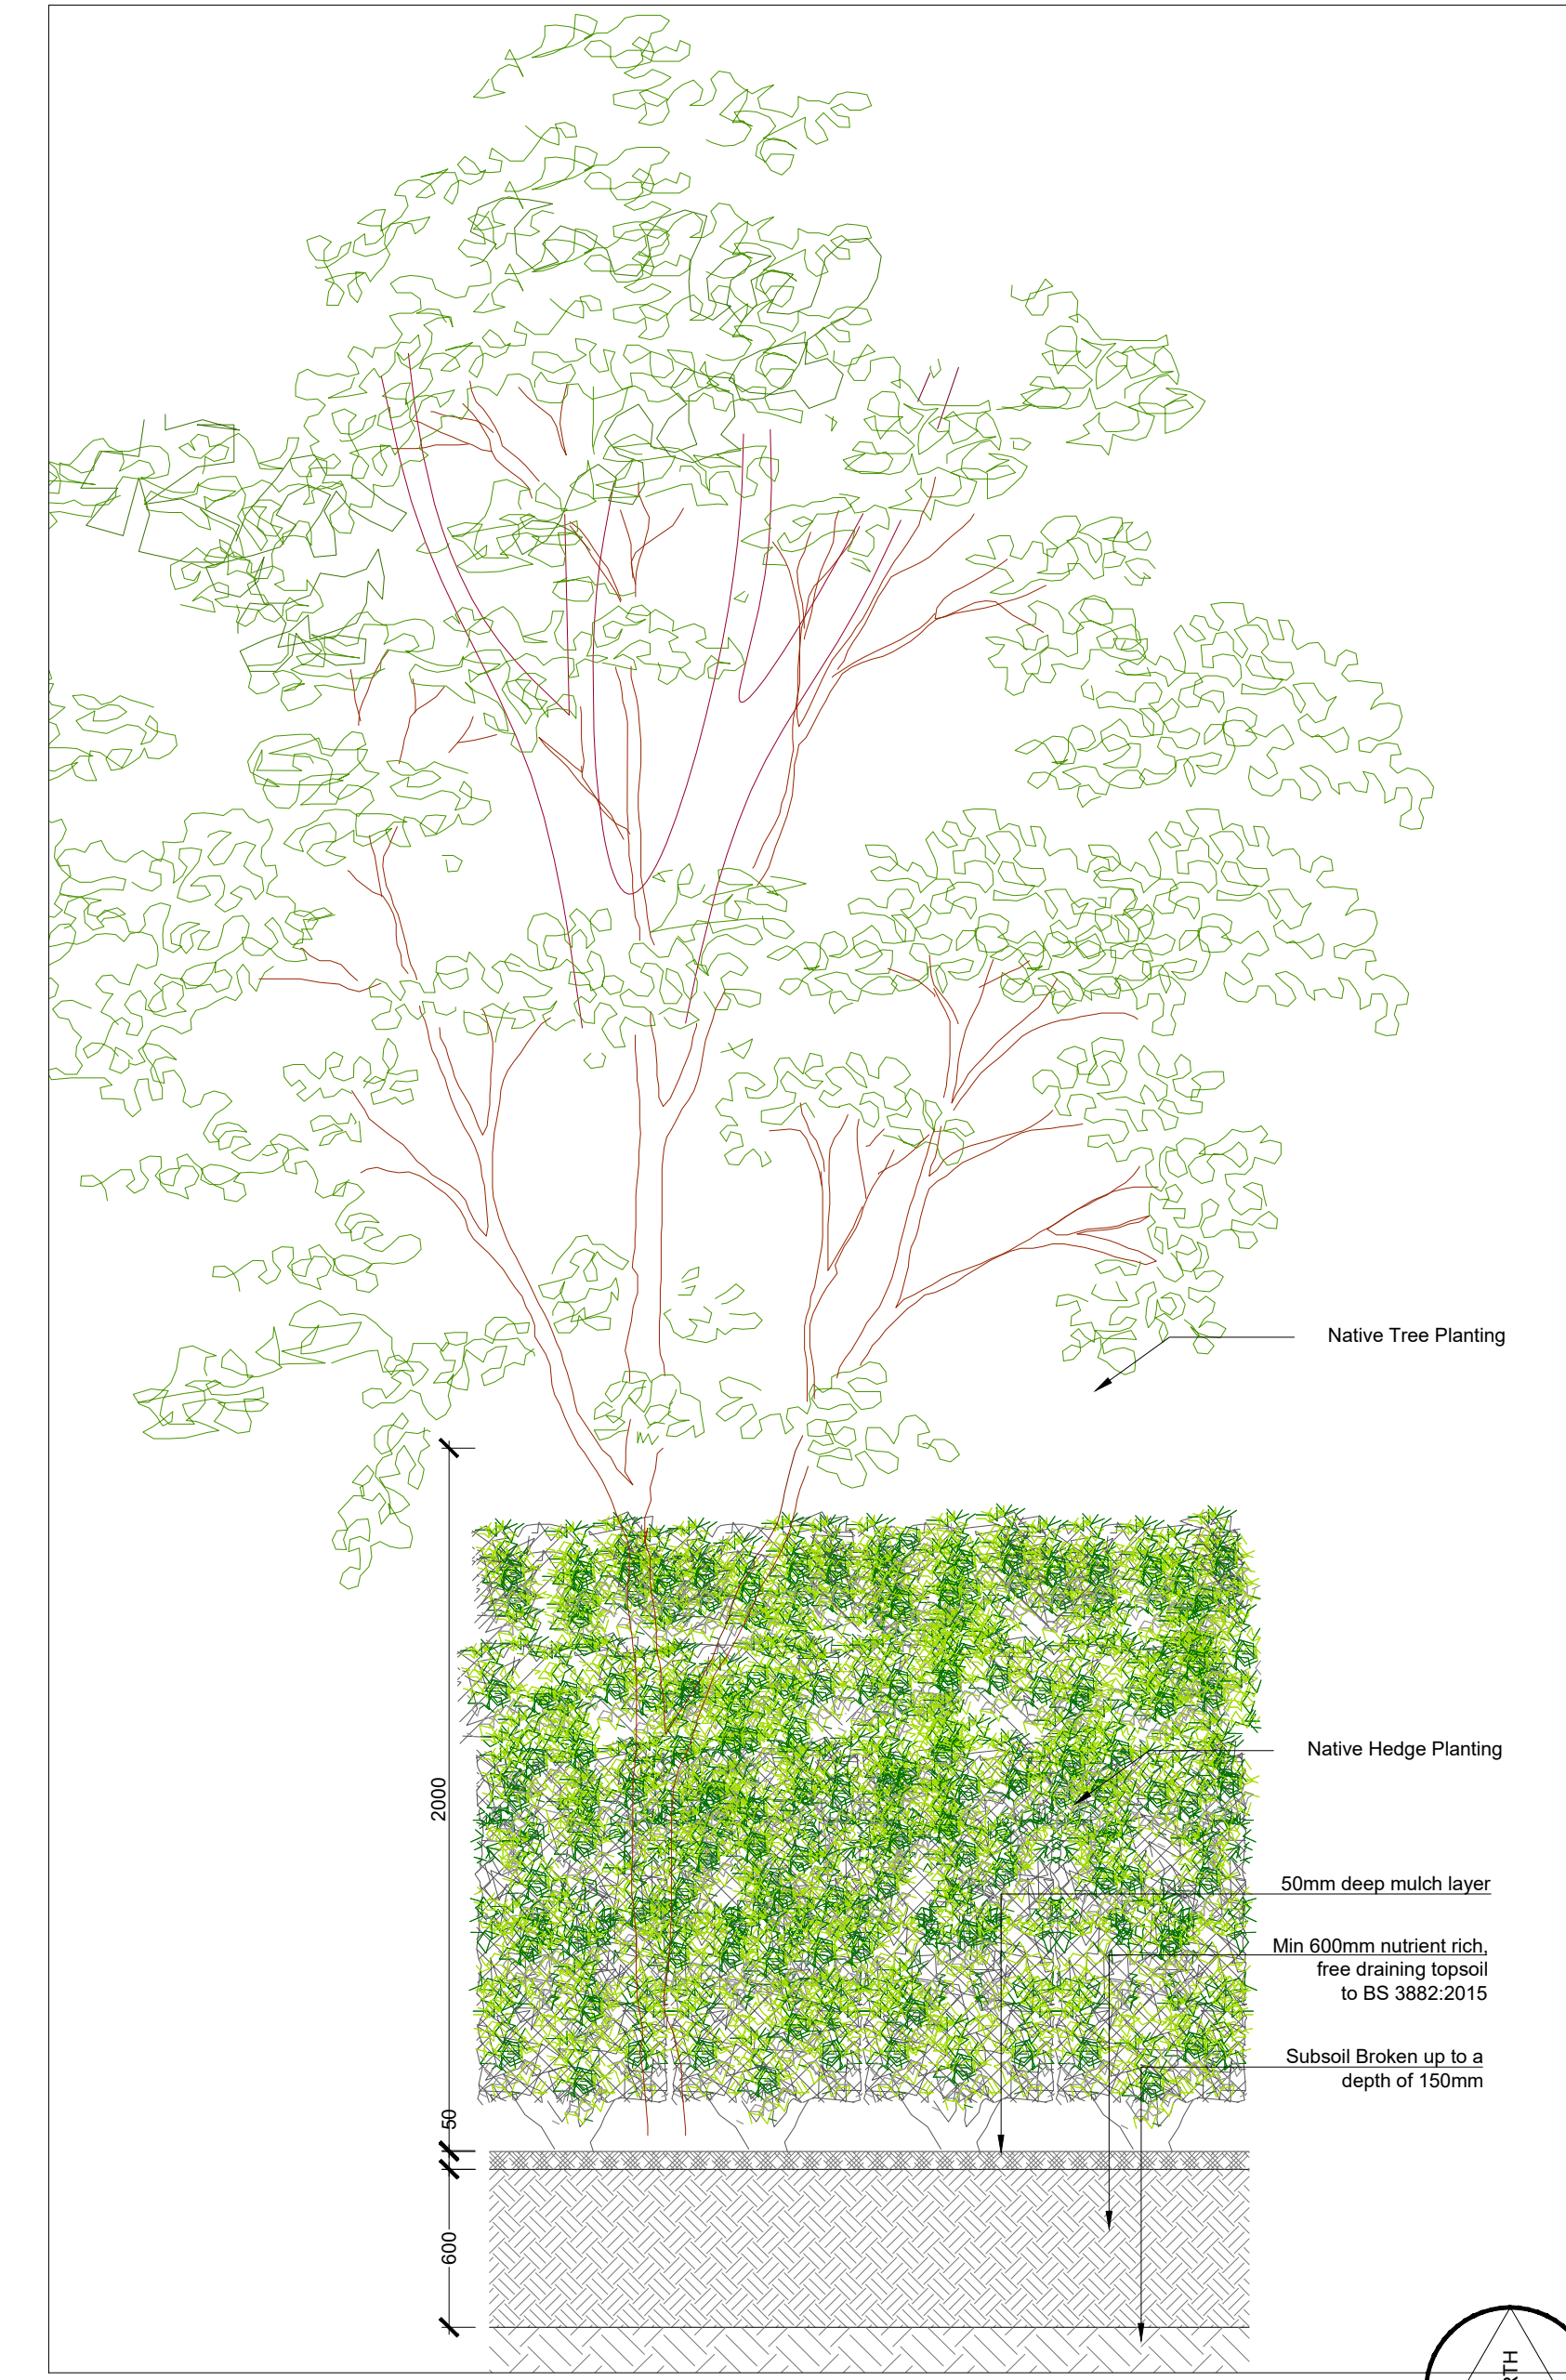 Native Tree Planting
Native Hedge Planting
2000
50mm deep mulch layer
Min 600mm nutrient rich,
free draining topsoil
to BS 3882:2015
Subsoil Broken up to a
depth of 150mm
50
600